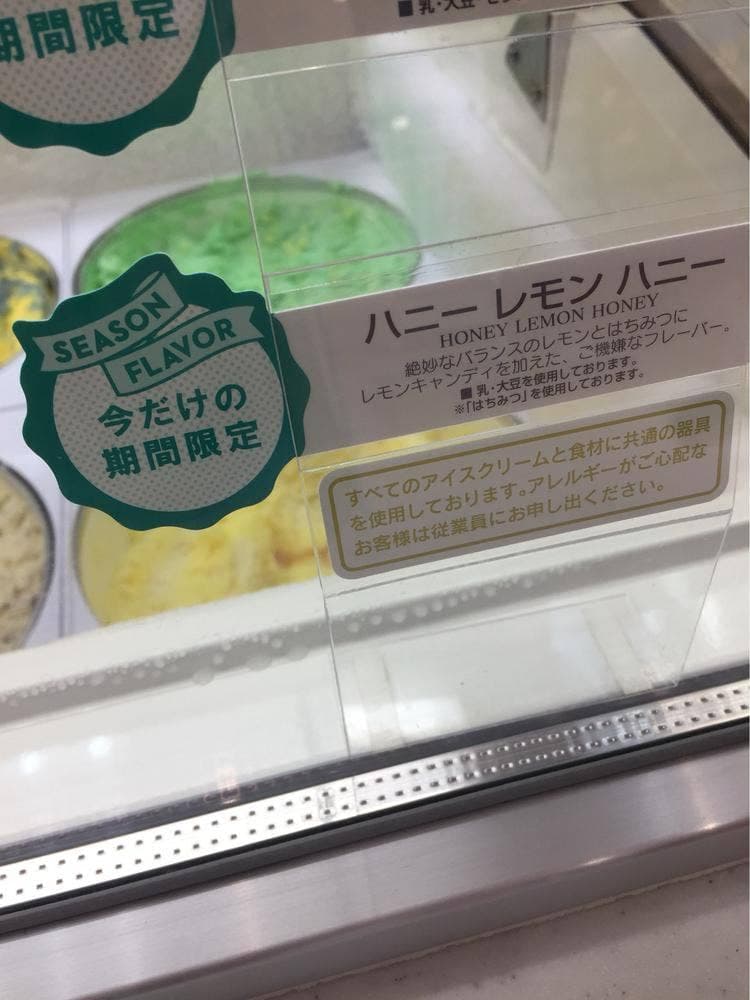 期間限定
■乳・大豆・
SEASON
FLAVOR
今だけの
期間限定
ハニー レモン ハニー
HONEY LEMON HONEY
絶妙なバランスのレモンとはちみつに
レモンキャンディを加えた、ご機嫌なフレーバー。
■乳・大豆を使用しております。
※「はちみつ」を使用しております。
すべてのアイスクリームと食材に共通の器具
を使用しております。アレルギーがご心配な
お客様は従業員にお申し出ください。